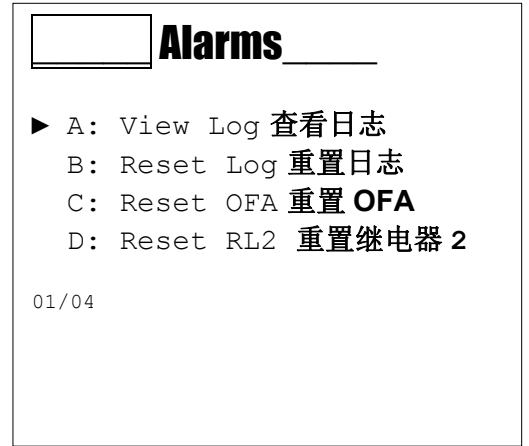 Alarms
► A: View Log 查看日志
B: Reset Log 重置日志
C: Reset OFA 重置 OFA
D: Reset RL2 重置继电器 2
01/04